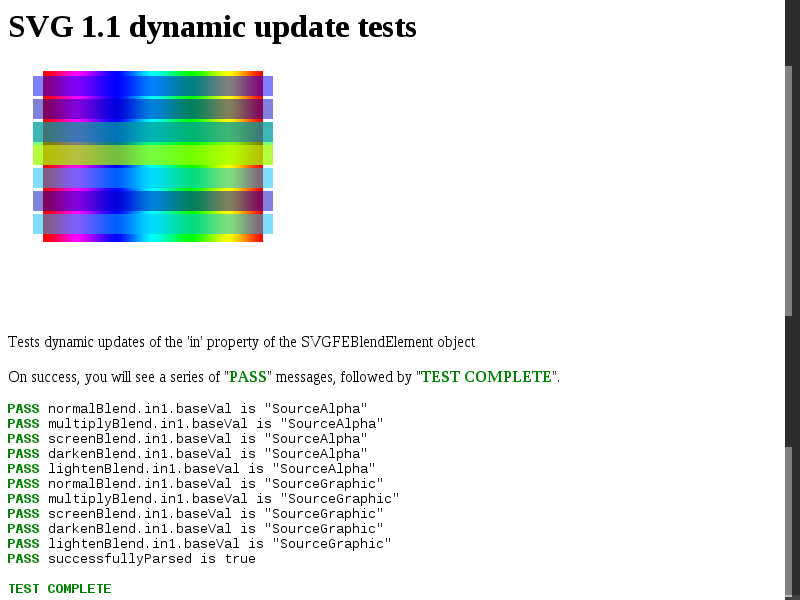 SVG 1.1 dynamic update tests
Tests dynamic updates of the 'in' property of the SVGFEBlendElement object
On success, you will see a series of "PASS" messages, followed by "TEST COMPLETE".
PASS normalBlend.in1.baseVal is "SourceAlpha"
PASS multiplyBlend.in1.baseVal is "SourceAlpha"
PASS screenBlend.in1.baseVal is "SourceAlpha"
PASS darkenBlend.in1.baseVal is "SourceAlpha"
PASS lightenBlend.in1.baseVal is "SourceAlpha"
PASS normalBlend.in1.baseVal is "SourceGraphic"
PASS multiplyBlend.in1.baseVal is "SourceGraphic"
PASS screenBlend.in1.baseVal is "SourceGraphic"
PASS darkenBlend.in1.baseVal is "SourceGraphic"
PASS lightenBlend.in1.baseVal is "SourceGraphic"
PASS successfullyParsed is true
TEST COMPLETE